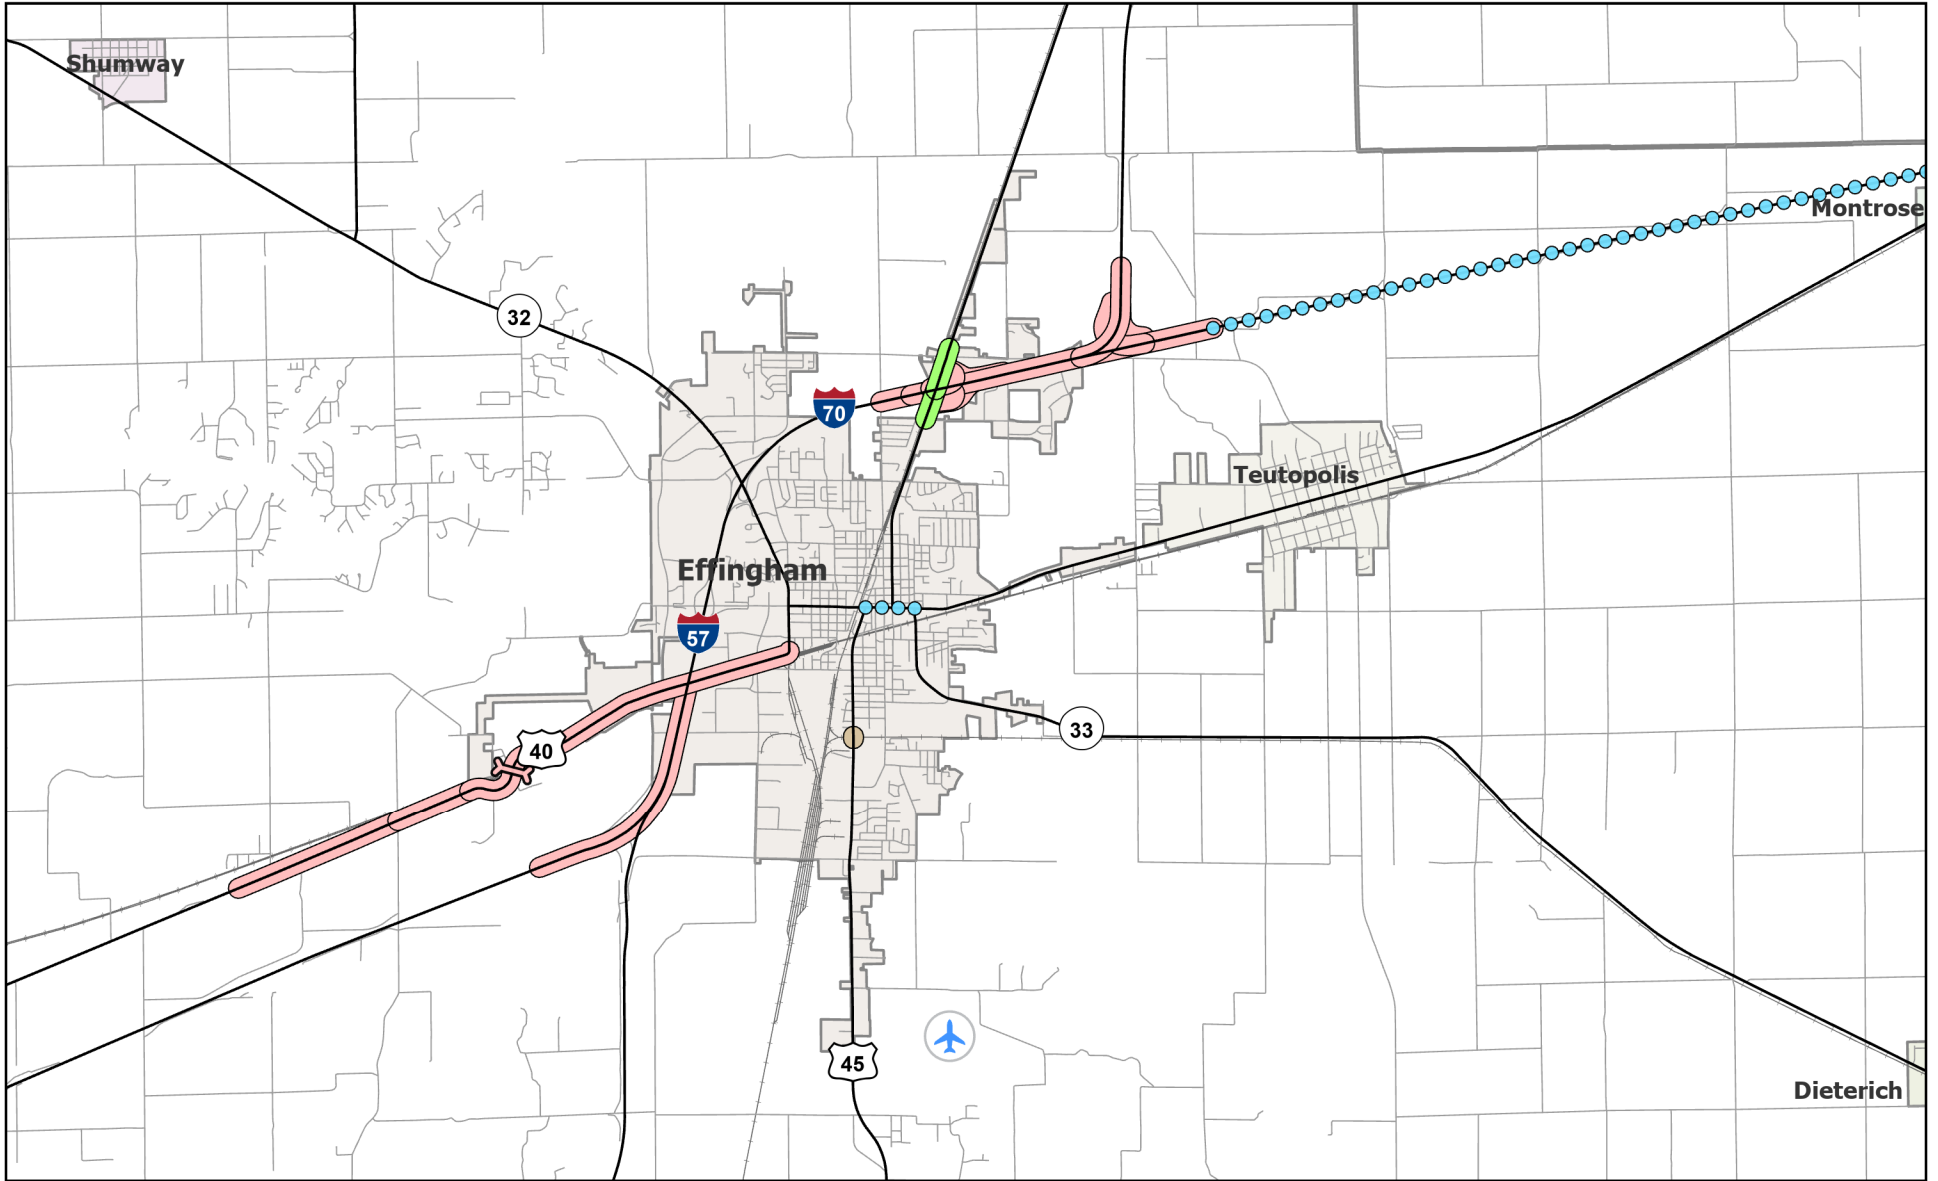 Shumway
Montrose
32
70
Teutopolis
Effingham
57
33
40
45
Dieterich